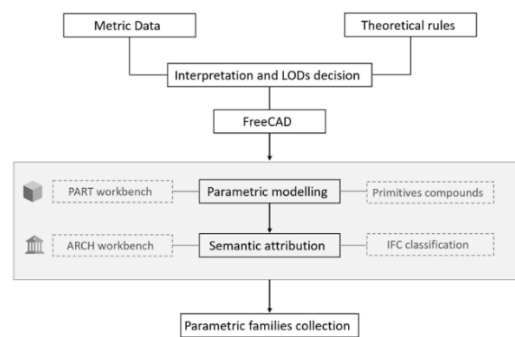 Metric Data
Theoretical rules
Interpretation and LODs decision
FreeCAD
PART workbench
Parametric modelling
Primitives compounds
ARCH workbench
Semantic attribution
IFC classification
Parametric families collection